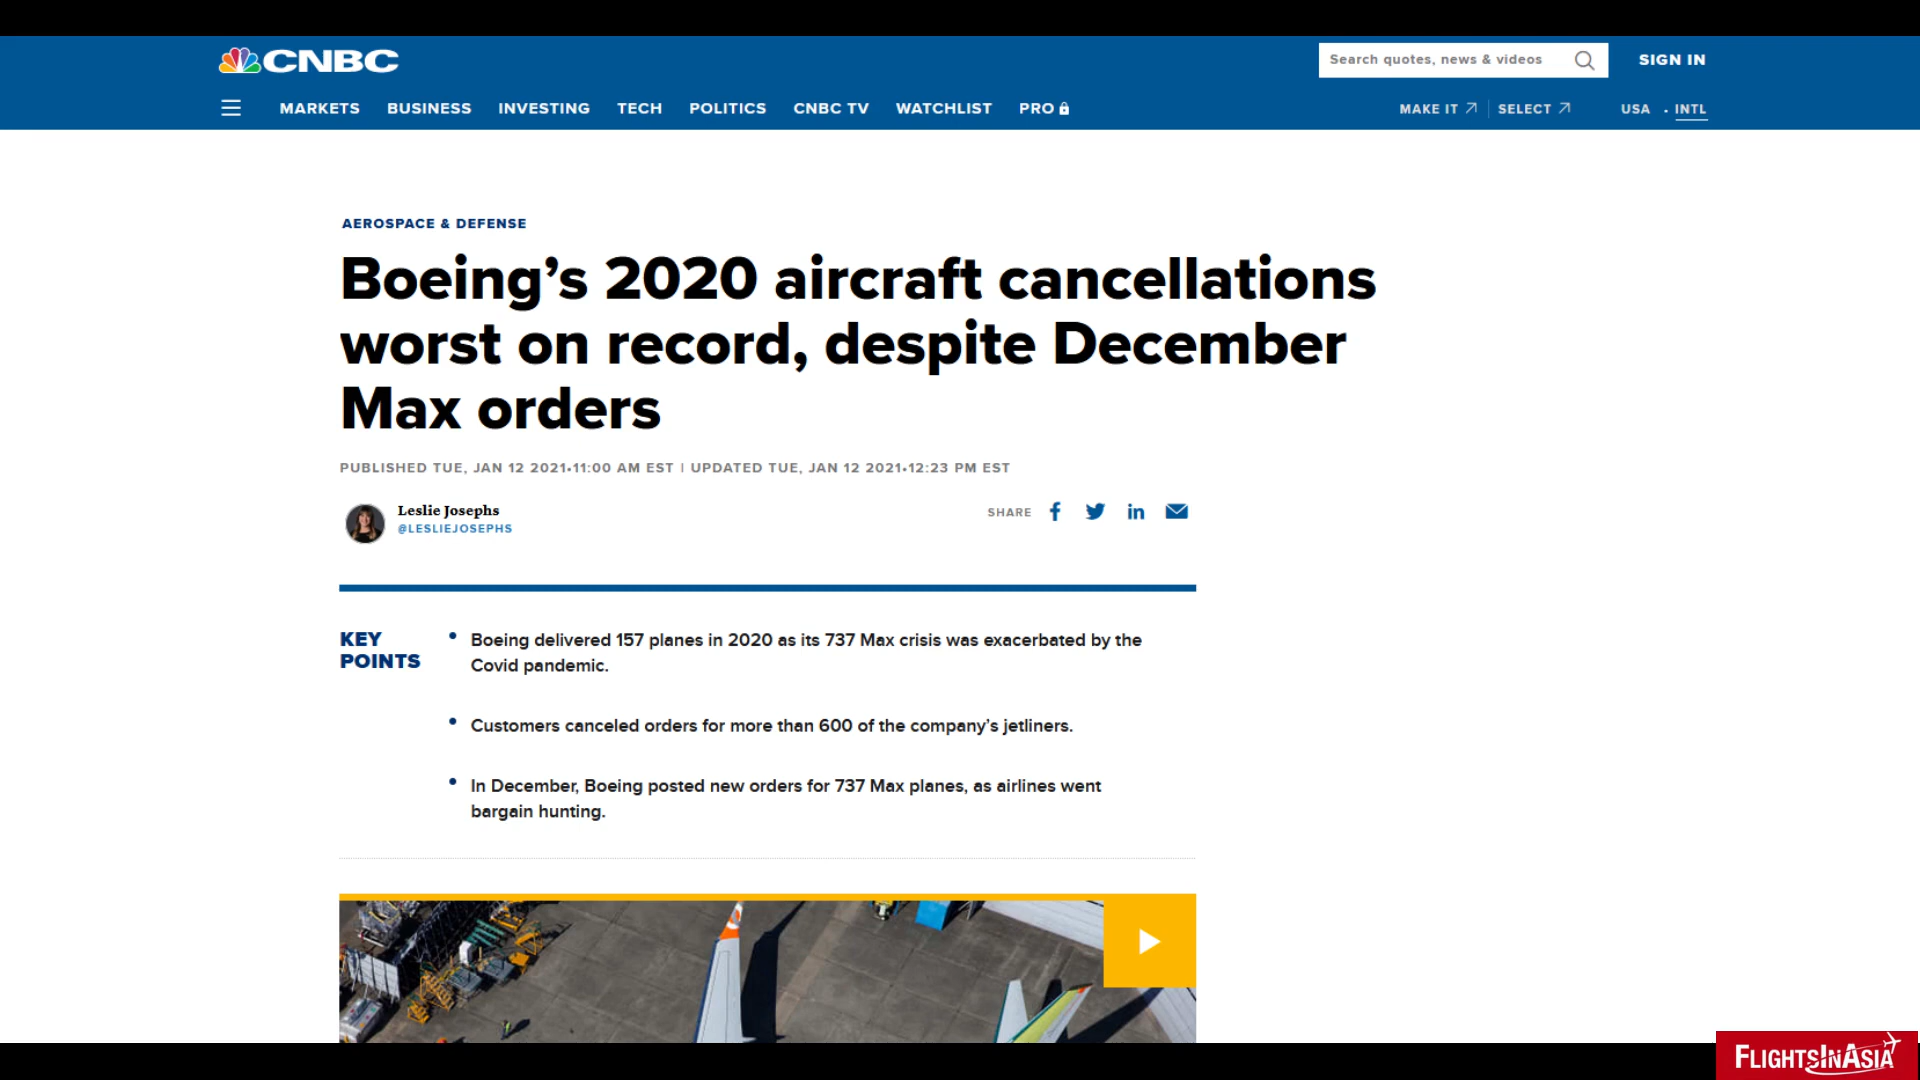 CNBC
Search quotes, news & videos
SIGN IN
MARKETS BUSINESS INVESTING TECH POLITICS CNBC TV WATCHLIST PRO
MAKE IT SELECT USA • INTL
AEROSPACE & DEFENSE
Boeing’s 2020 aircraft cancellations
worst on record, despite December
Max orders
PUBLISHED TUE, JAN 12 2021•11:00 AM EST | UPDATED TUE, JAN 12 2021•12:23 PM EST
Leslie Josephs
@LESLIEJOSEPHS
SHARE
KEY
POINTS
• Boeing delivered 157 planes in 2020 as its 737 Max crisis was exacerbated by the
Covid pandemic.
• Customers canceled orders for more than 600 of the company’s jetliners.
• In December, Boeing posted new orders for 737 Max planes, as airlines went
bargain hunting.
FLIGHTSINASIA